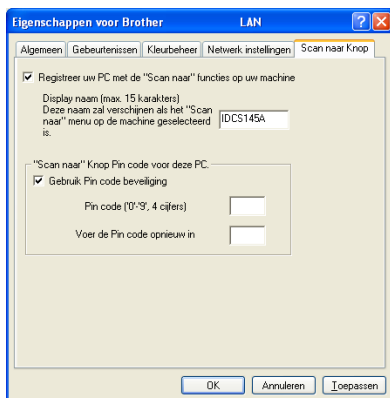 Eigenschappen voor Brother LAN
Algemeen Gebeurtenissen Kleurbeheer Netwerk instellingen Scan naar Knop
Registreer uw PC met de "Scan naar" functies op uw machine
Display naam (max. 15 karakters)
Deze naam zal verschijnen als het "Scan
naar" menu op de machine geselecteerd
is.
IDCS145A
"Scan naar" Knop Pin code voor deze PC.
Gebruik Pin code beveiliging
Pin code ('0'-'9', 4 cijfers)
Voer de Pin code opnieuw in
OK Annuleren Toepassen